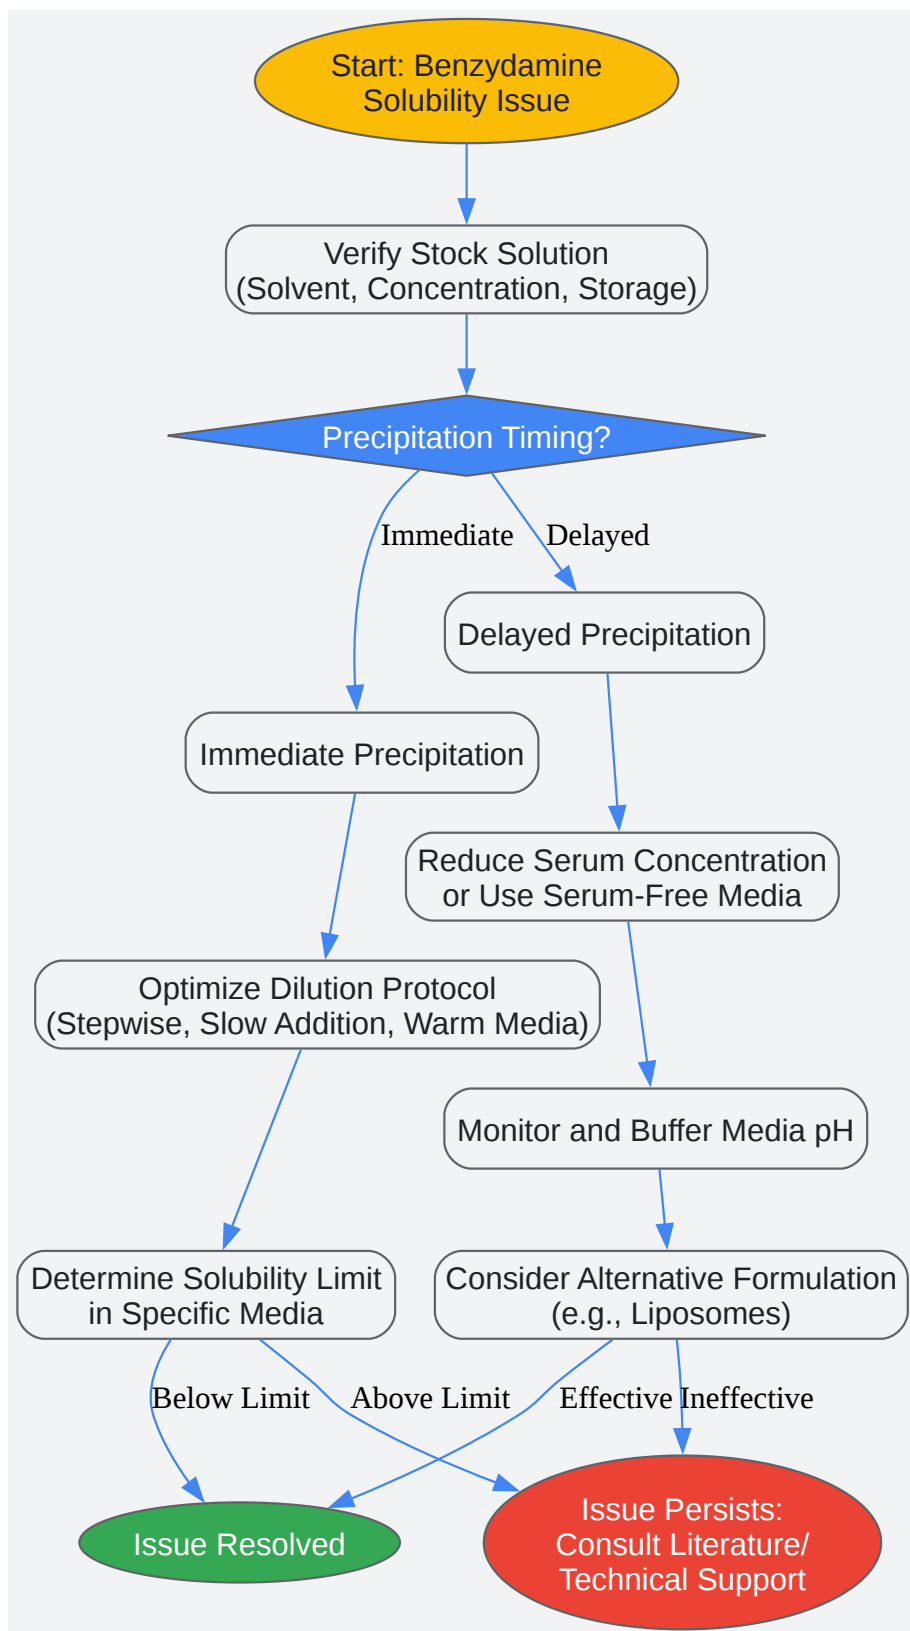 Start: Benzydamine
Solubility Issue
Verify Stock Solution
(Solvent, Concentration, Storage)
Precipitation Timing?
Immediate
Delayed
Delayed Precipitation
Immediate Precipitation
Reduce Serum Concentration
or Use Serum-Free Media
Optimize Dilution Protocol
(Stepwise, Slow Addition, Warm Media)
Monitor and Buffer Media pH
Determine Solubility Limit
in Specific Media
Consider Alternative Formulation
(e.g., Liposomes)
Below Limit
Above Limit
Effective
Ineffective
Issue Resolved
Issue Persists:
Consult Literature/
Technical Support